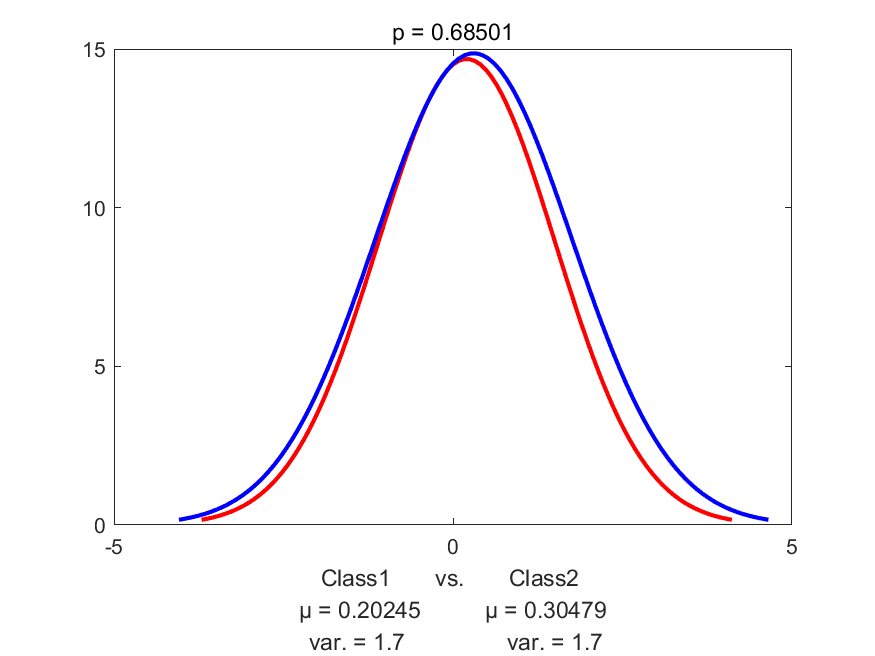 p = 0.68501
15
10
5
0
-5 0 5
Class1 vs. Class2
μ = 0.20245 μ = 0.30479
var. = 1.7 var. = 1.7